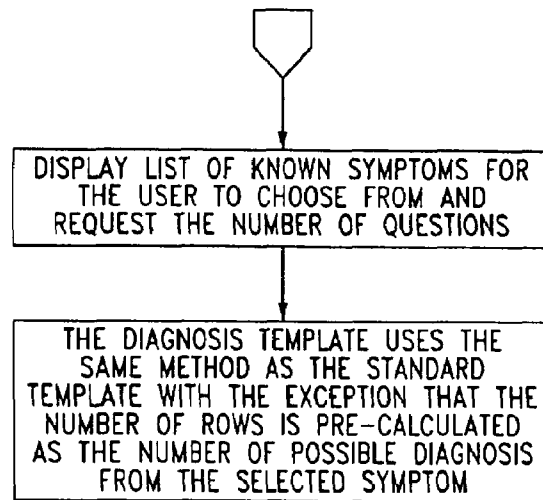 DISPLAY LIST OF KNOWN SYMPTOMS FOR
THE USER TO CHOOSE FROM AND
REQUEST THE NUMBER OF QUESTIONS
THE DIAGNOSIS TEMPLATE USES THE
SAME METHOD AS THE STANDARD
TEMPLATE WITH THE EXCEPTION THAT THE
NUMBER OF ROWS IS PRE-CALCULATED
AS THE NUMBER OF POSSIBLE DIAGNOSIS
FROM THE SELECTED SYMPTOM